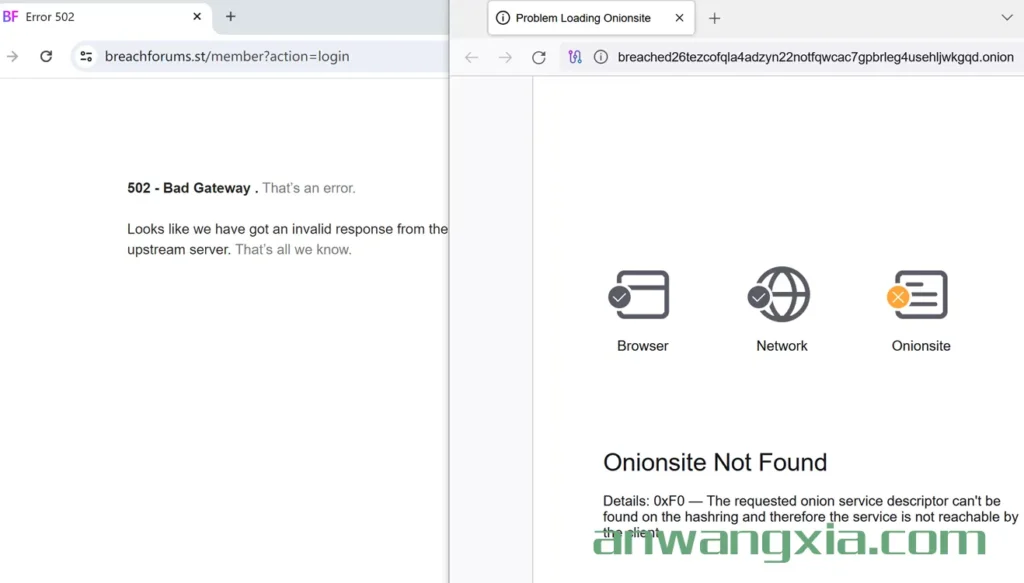 BF Error 502
breachforums.st/member?action=login
502 - Bad Gateway . That's an error.
Looks like we have got an invalid response from the
upstream server. That's all we know.
Problem Loading Onionsite
breached26tezcofqla4adzyn22notfqwcac7gpbrleg4usehljwkgqd.onion
Browser
Network
Onionsite
Onionsite Not Found
Details: 0xF0 — The requested onion service descriptor can't be
found on the hashring and therefore the service is not reachable by
the client.
anwangxia.com